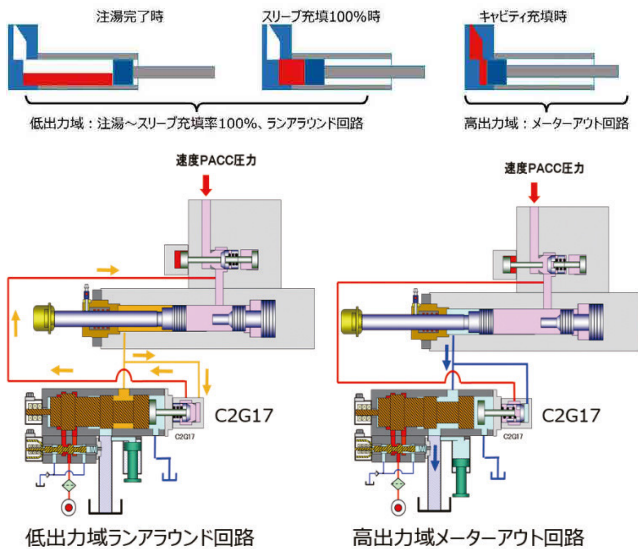 注湯完了時
スリーブ充填100%時
キャビティ充填時
低出力域：注湯～スリーブ充填率100%、ランアラウンド回路
高出力域：メーターアウト回路
速度PACC圧力
速度PACC圧力
C2G17
C2G17
C2G17
C2G17
低出力域ランアラウンド回路
高出力域メーターアウト回路